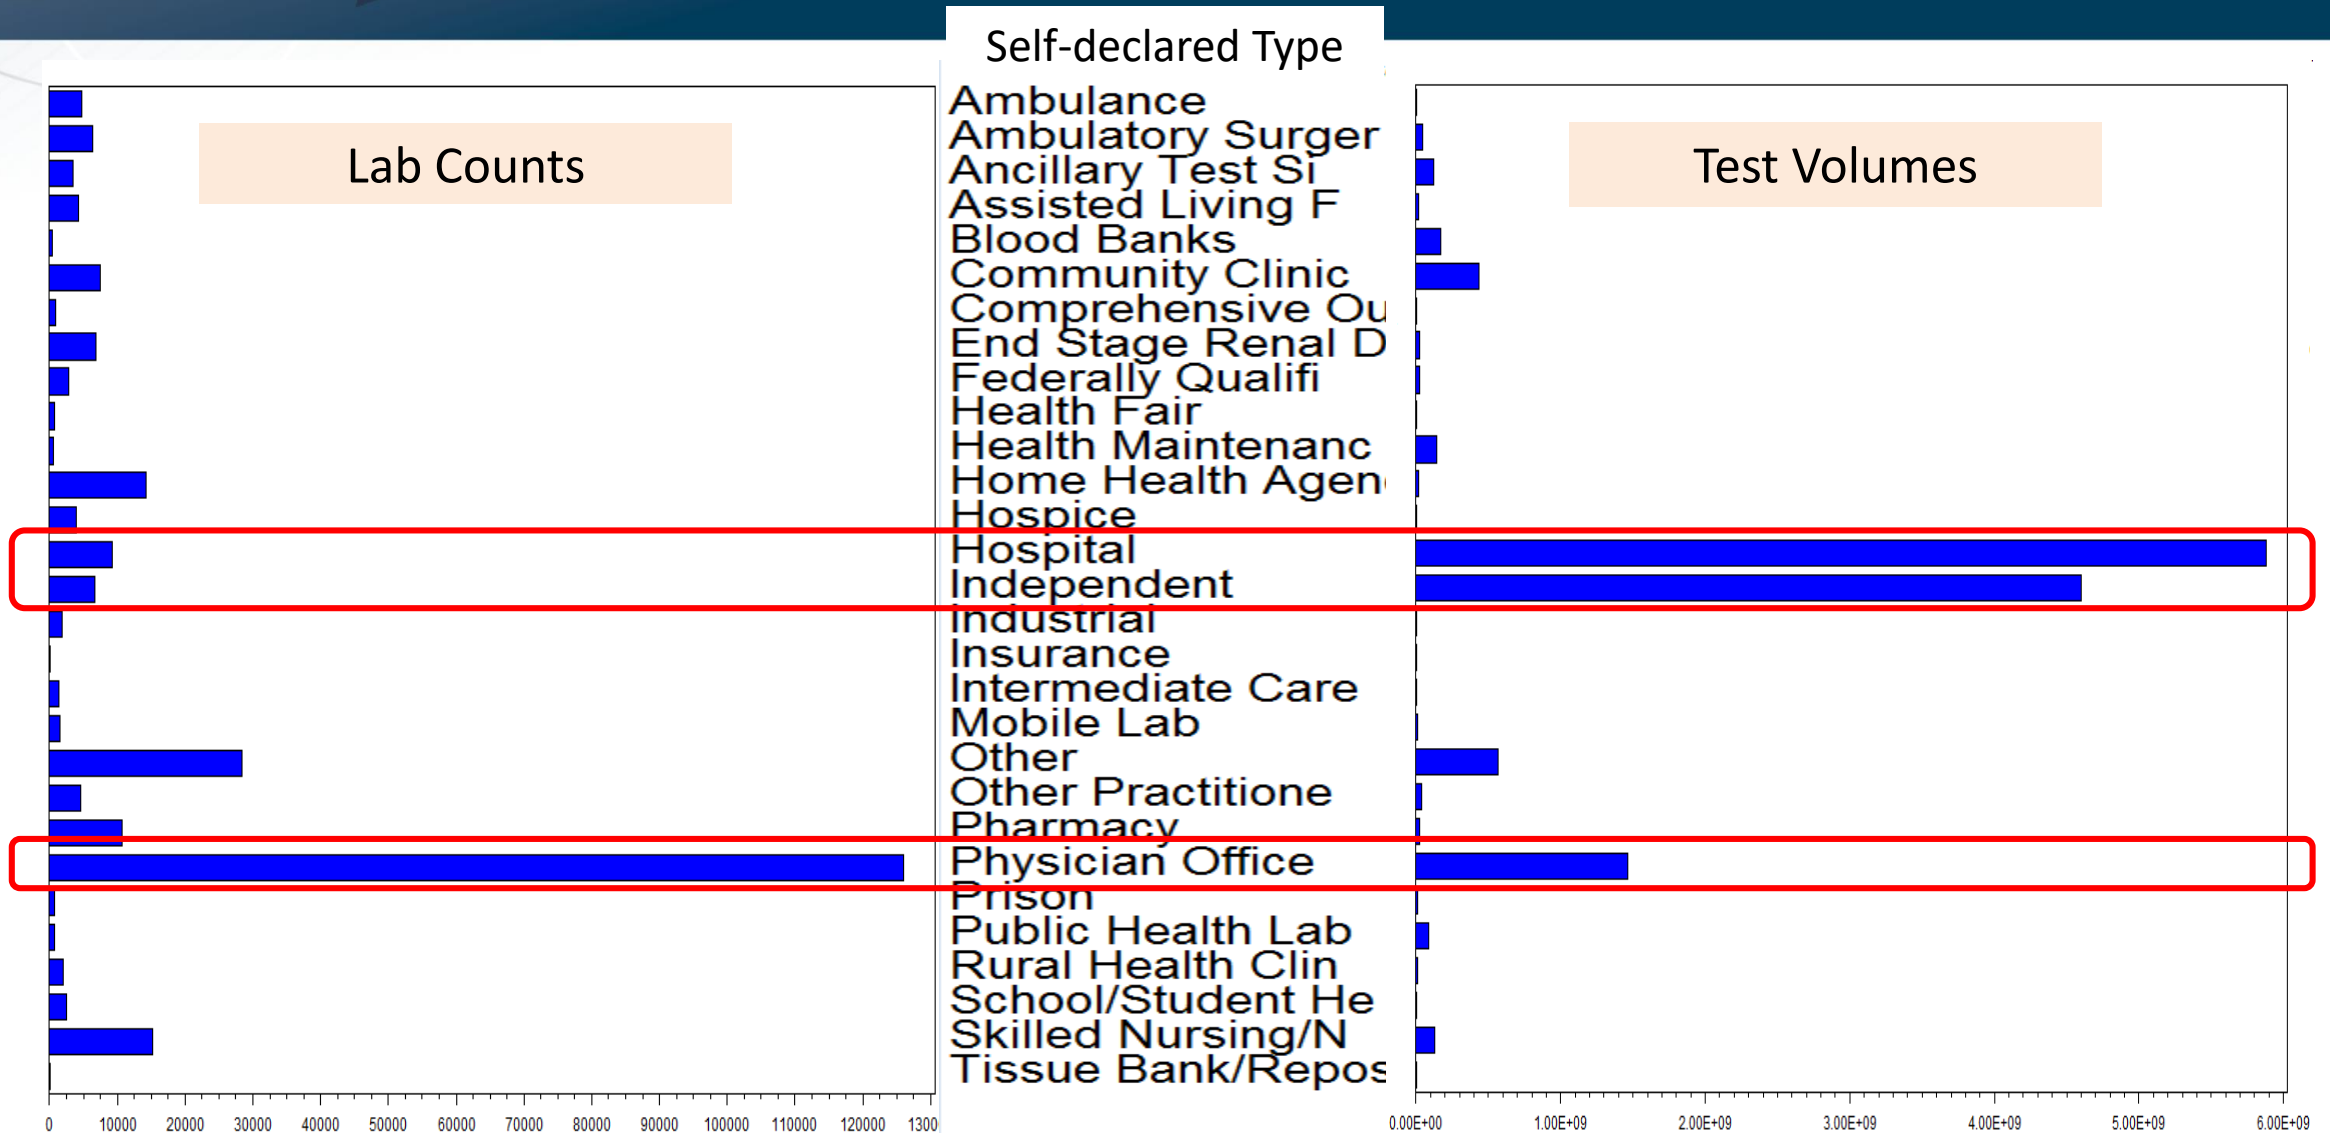 Self-declared Type
Lab Counts
Test Volumes
Ambulance
Ambulatory Surger
Ancillary Test Si
Assisted Living F
Blood Banks
Community Clinic
Comprehensive Ou
End Stage Renal D
Federally Qualifi
Health Fair
Health Maintenanc
Home Health Agen
Hospice
Hospital
Independent
Industrial
Insurance
Intermediate Care
Mobile Lab
Other
Other Practitione
Pharmacy
Physician Office
Prison
Public Health Lab
Rural Health Clin
School/Student He
Skilled Nursing/N
Tissue Bank/Repos
0 10000 20000 30000 40000 50000 60000 70000 80000 90000 100000 110000 120000 1300
0.00E+00 1.00E+09 2.00E+09 3.00E+09 4.00E+09 5.00E+09 6.00E+09